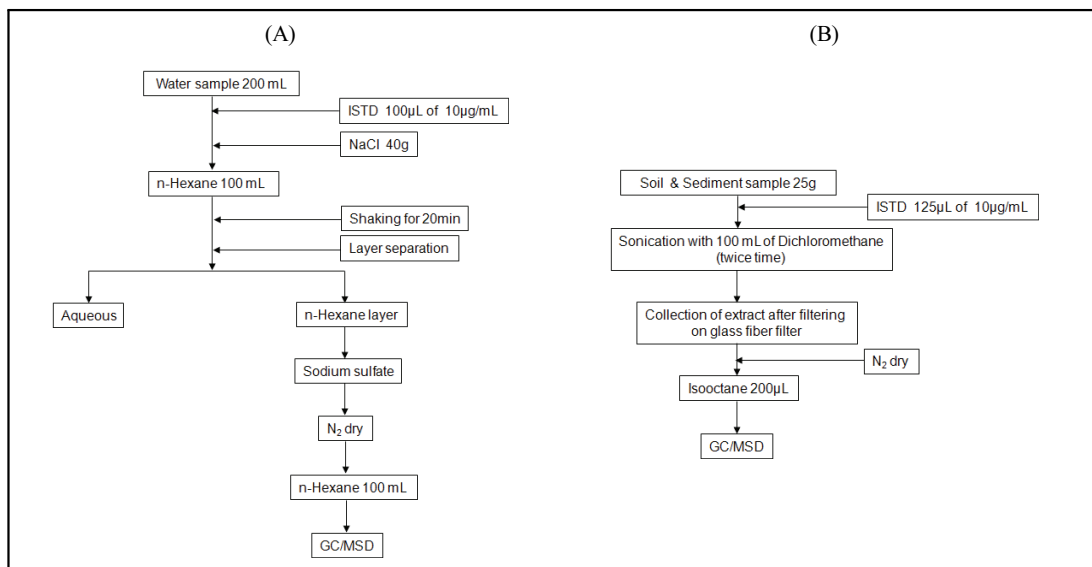 (A)
Water sample 200 mL
ISTD 100µL of 10µg/mL
NaCl 40g
n-Hexane 100 mL
Shaking for 20min
Layer separation
Aqueous
n-Hexane layer
Sodium sulfate
N₂ dry
n-Hexane 100 mL
GC/MSD
(B)
Soil & Sediment sample 25g
ISTD 125µL of 10µg/mL
Sonication with 100 mL of Dichloromethane
(twice time)
Collection of extract after filtering
on glass fiber filter
N₂ dry
Isooctane 200µL
GC/MSD